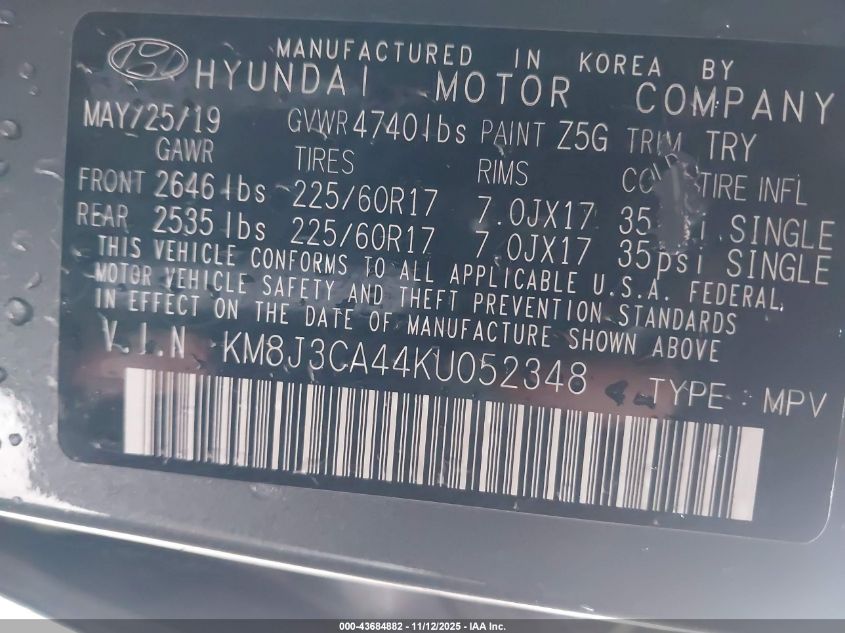 MANUFACTURED IN KOREA BY
HYUNDAI MOTOR COMPANY
MAY/25/19 GVWR 4740lbs PAINT Z5G TRIM TRY
GAWR TIRES RIMS TIRE INFL
FRONT 2646lbs 225/60R17 7.0JX17 35 SINGLE
REAR 2535lbs 225/60R17 7.0JX17 35psi SINGLE
THIS VEHICLE CONFORMS TO ALL APPLICABLE U.S.A. FEDERAL
MOTOR VEHICLE SAFETY AND THEFT PREVENTION STANDARDS
IN EFFECT ON THE DATE OF MANUFACTURE SHOWN ABOVE
V.I.N KM8J3CA44KU052348 TYPE : MPV
000-43684882 - 11/12/2025 - IAA Inc.